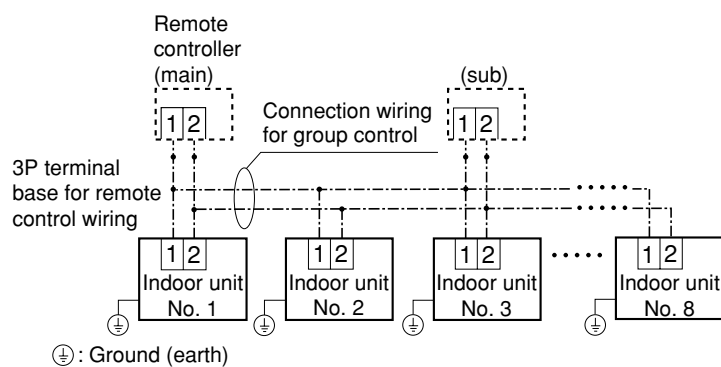 Remote
controller
(main)
(sub)
1 2
1 2
Connection wiring
for group control
3P terminal
base for remote
control wiring
1 2
1 2
1 2
1 2
Indoor unit
No. 1
Indoor unit
No. 2
Indoor unit
No. 3
Indoor unit
No. 8
: Ground (earth)